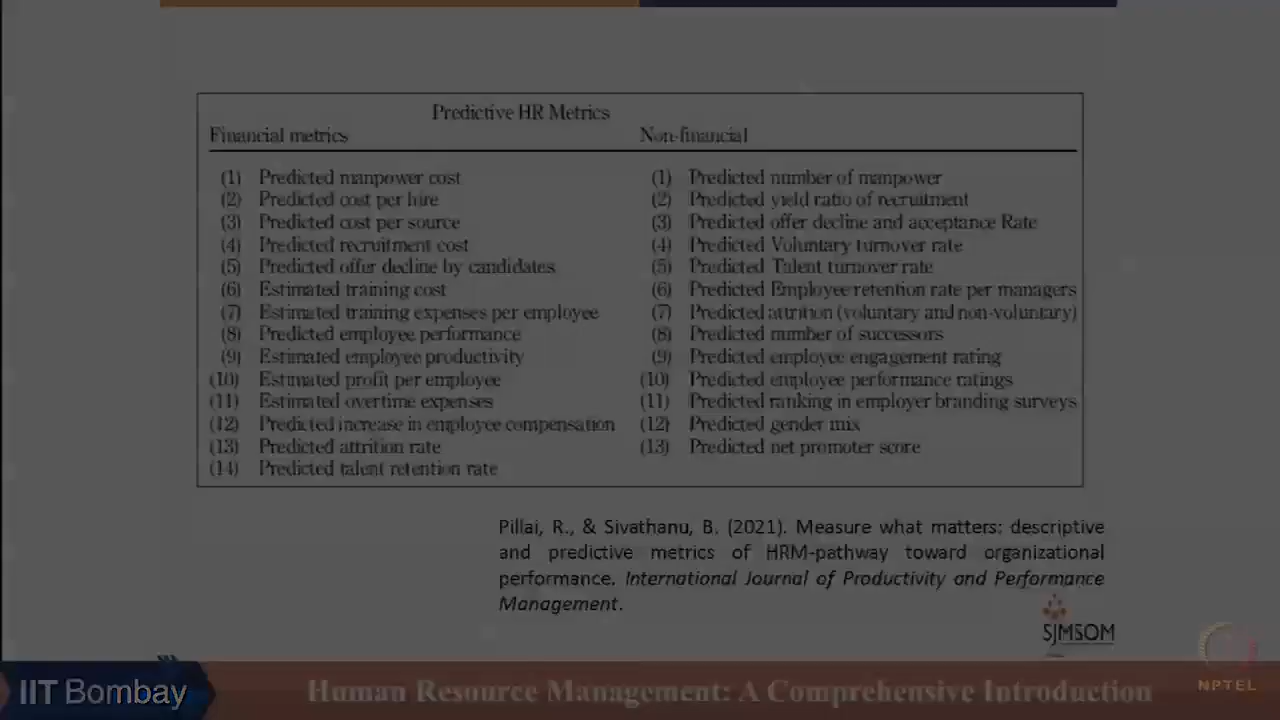 Predictive HR Metrics
Financial metrics
Non-financial
(1) Predicted manpower cost
(2) Predicted cost per hire
(3) Predicted cost per source
(4) Predicted recruitment cost
(5) Predicted offer decline by candidates
(6) Estimated training cost
(7) Estimated training expenses per employee
(8) Predicted employee performance
(9) Estimated employee productivity
(10) Estimated profit per employee
(11) Estimated overtime expenses
(12) Predicted increase in employee compensation
(13) Predicted attrition rate
(14) Predicted talent retention rate
(1) Predicted number of manpower
(2) Predicted yield ratio of recruitment
(3) Predicted offer decline and acceptance Rate
(4) Predicted Voluntary turnover rate
(5) Predicted Talent turnover rate
(6) Predicted Employee retention rate per managers
(7) Predicted attrition (voluntary and non-voluntary)
(8) Predicted number of successors
(9) Predicted employee engagement rating
(10) Predicted employee performance ratings
(11) Predicted ranking in employer branding surveys
(12) Predicted gender mix
(13) Predicted net promoter score
Pillai, R., & Sivathanu, B. (2021). Measure what matters: descriptive
and predictive metrics of HRM-pathway toward organizational
performance. International Journal of Productivity and Performance
Management.
SJMSOM
IIT Bombay
Human Resource Management: A Comprehensive Introduction
NPTEL